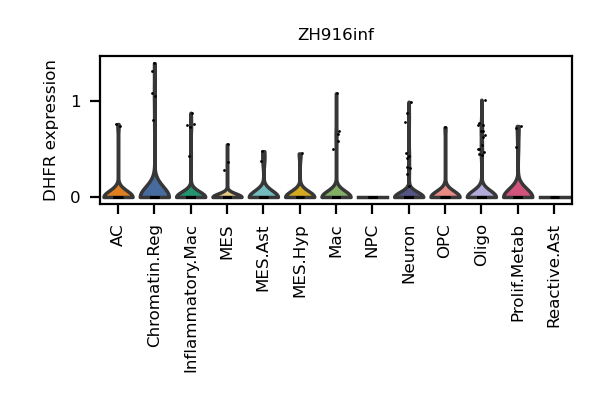 ZH916inf
DHFR expression
1
0
AC
Chromatin.Reg
Inflammatory.Mac
MES
MES.Ast
MES.Hyp
Mac
NPC
Neuron
OPC
Oligo
Prolif.Metab
Reactive.Ast